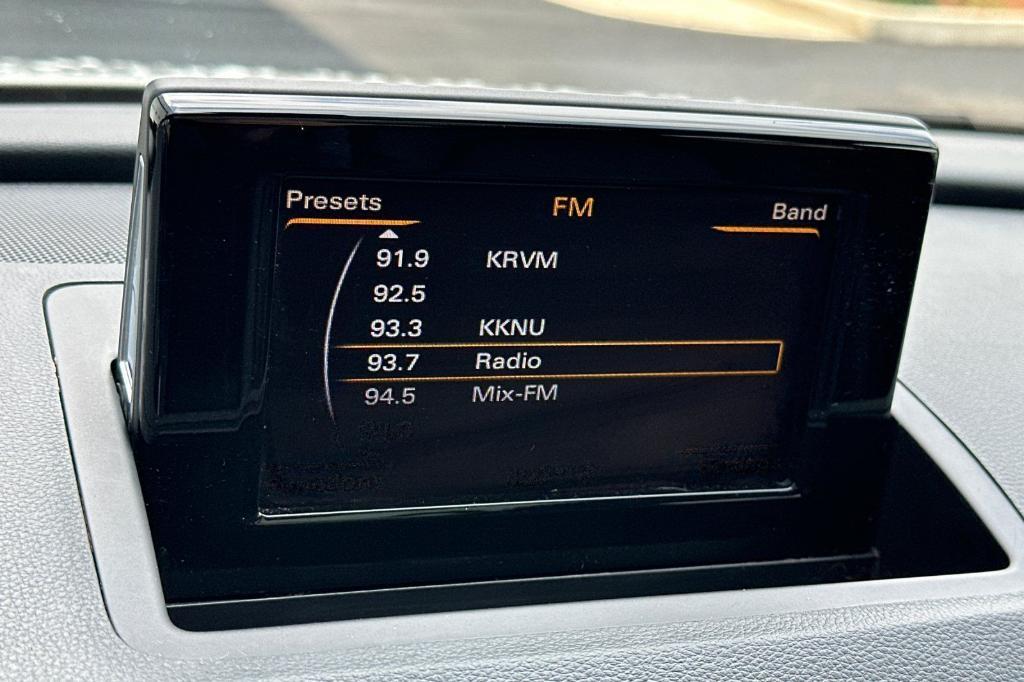 Presets FM Band
91.9 KRVM
92.5
93.3 KKNU
93.7 Radio
94.5 Mix-FM